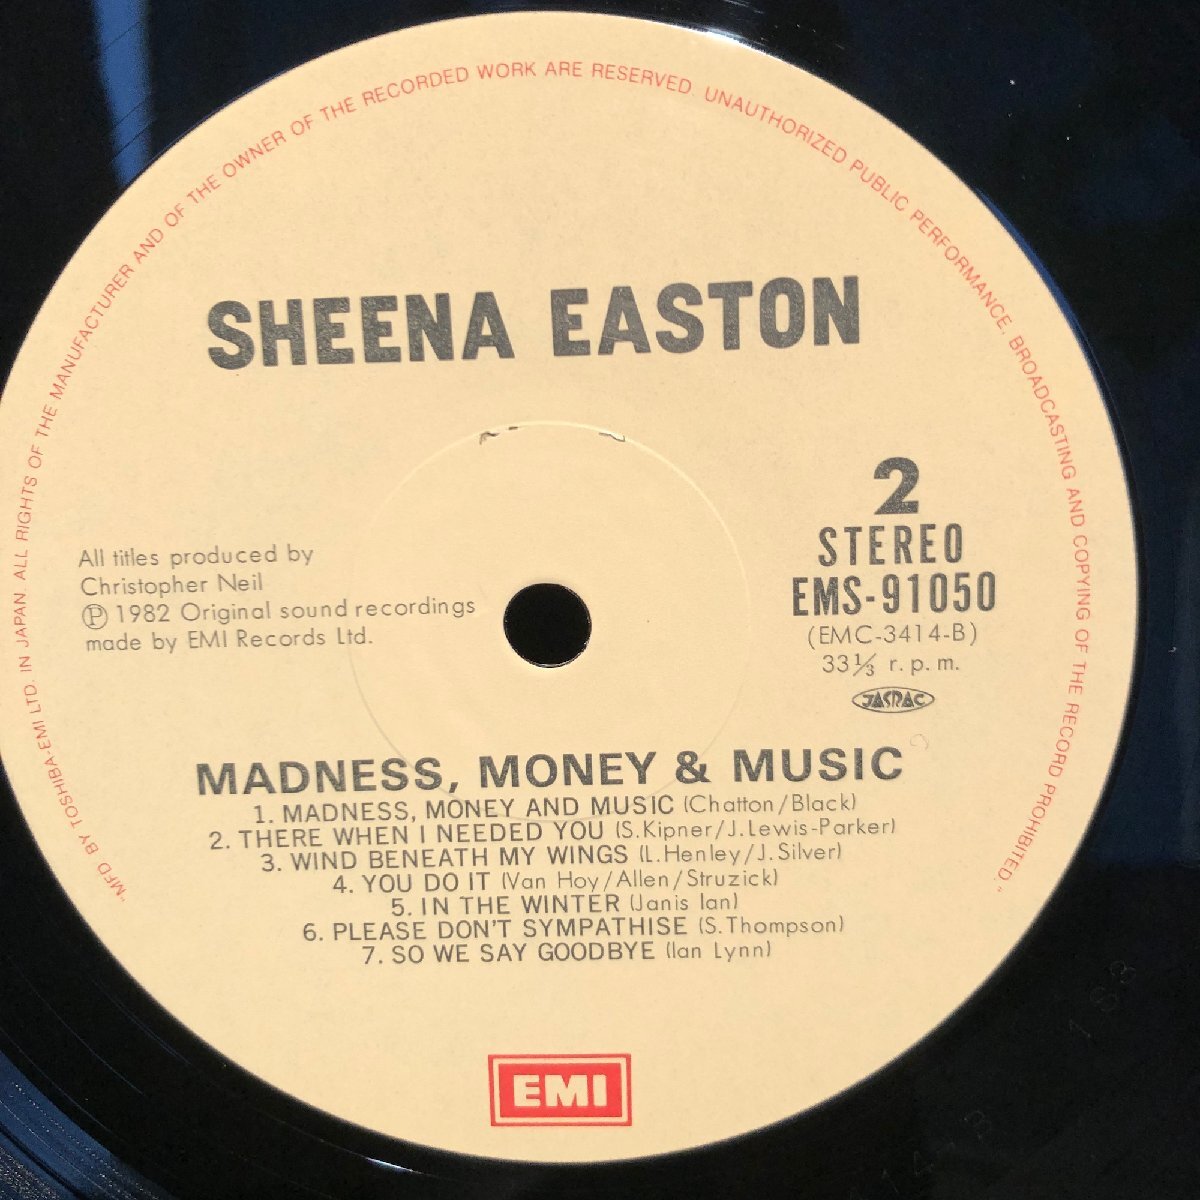 "MFD BY TOSHIBA-EMI LTD. IN JAPAN. ALL RIGHTS OF THE MANUFACTURER AND OF THE OWNER OF THE RECORDED WORK ARE RESERVED. UNAUTHORIZED PUBLIC PERFORMANCE, BROADCASTING AND COPYING OF THE RECORD PROHIBITED."
SHEENA EASTON
2
STEREO
EMS-91050
(EMC-3414-B)
33⅓ r.p.m.
JASRAC
All titles produced by
Christopher Neil
Ⓟ 1982 Original sound recordings
made by EMI Records Ltd.
MADNESS, MONEY & MUSIC
1. MADNESS, MONEY AND MUSIC (Chatton/Black)
2. THERE WHEN I NEEDED YOU (S.Kipner/J.Lewis-Parker)
3. WIND BENEATH MY WINGS (L.Henley/J.Silver)
4. YOU DO IT (Van Hoy/Allen/Struzick)
5. IN THE WINTER (Janis Ian)
6. PLEASE DON'T SYMPATHISE (S.Thompson)
7. SO WE SAY GOODBYE (Ian Lynn)
EMI